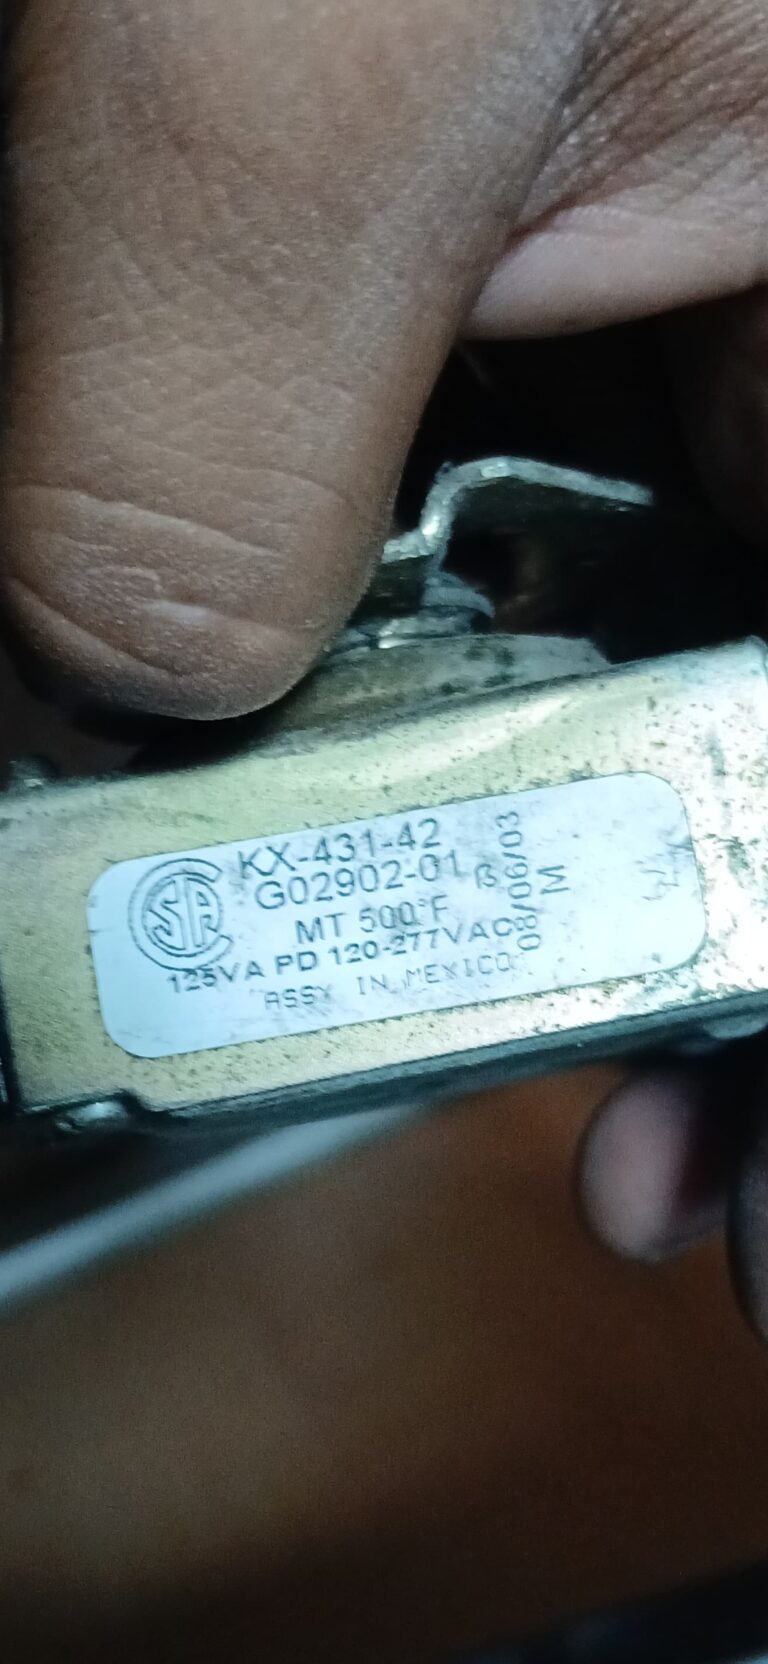 KX-431-42
G02902-01 B
MT 500°F
125VA PD 120-277VAC
ASSY IN MEXICO
08/06/03
M